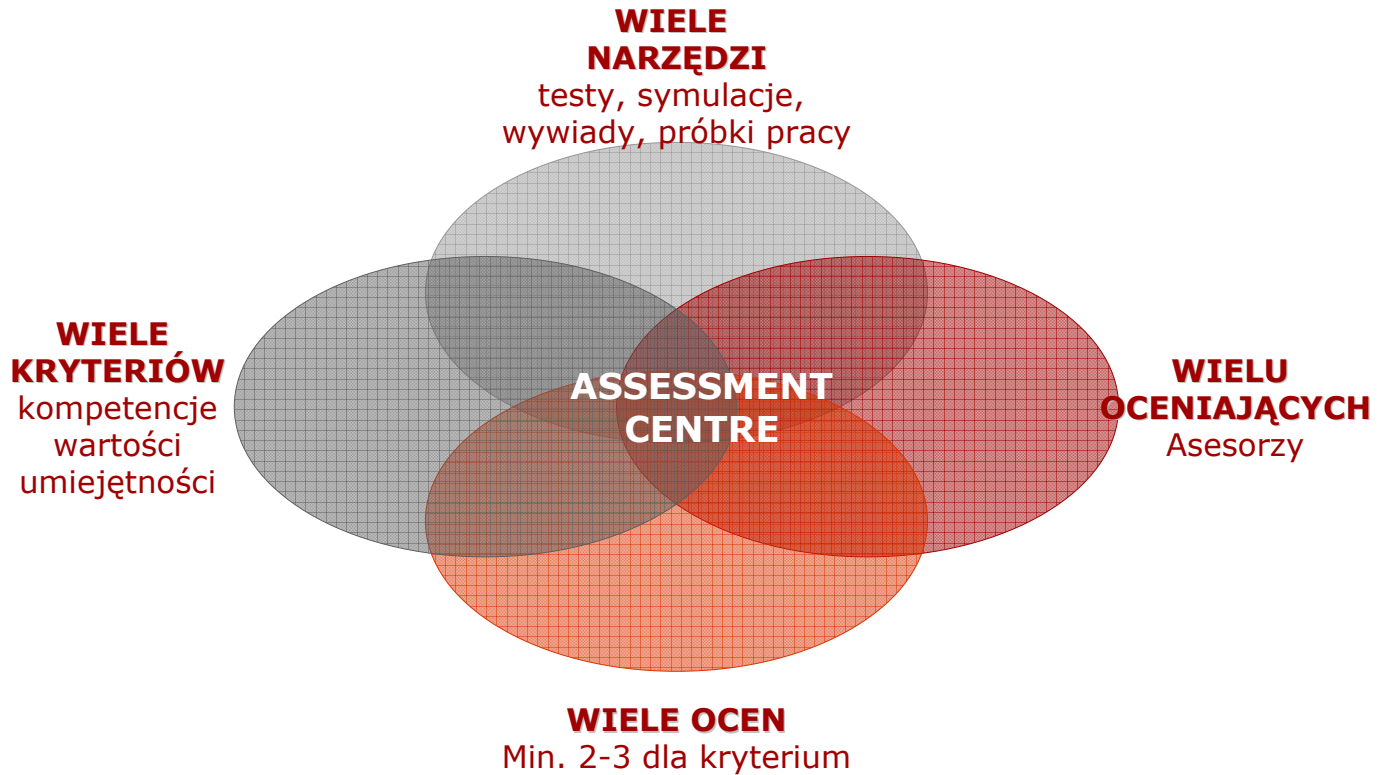 WIELE
NARZĘDZI
testy, symulacje,
wywiady, próbki pracy
WIELE
KRYTERIÓW
kompetencje
wartości
umiejętności
ASSESSMENT
CENTRE
WIELU
OCENIAJĄCYCH
Asesorzy
WIELE OCEN
Min. 2-3 dla kryterium